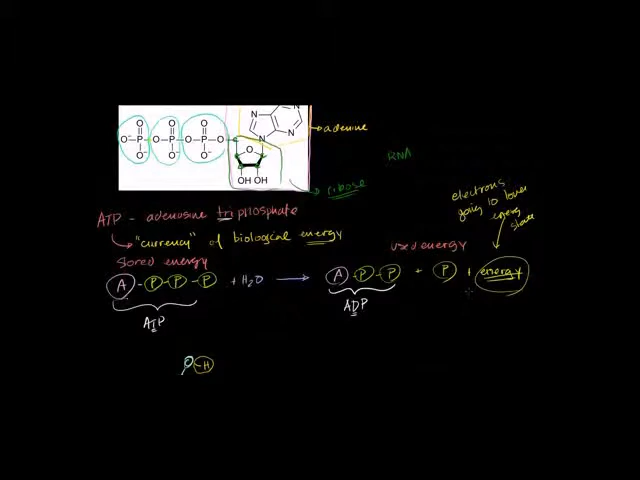 N N
N N
O O O
O⁻ P O P O P O
O⁻ O⁻ O⁻
O
OH OH
adenine
RNA
ribose
electrons
going to lower
energy
state
ATP - adenosine triphosphate
"currency" of biological energy
stored energy
used energy
A - P - P - P + H₂O → A - P - P + P + energy
ATP
ADP
O - H